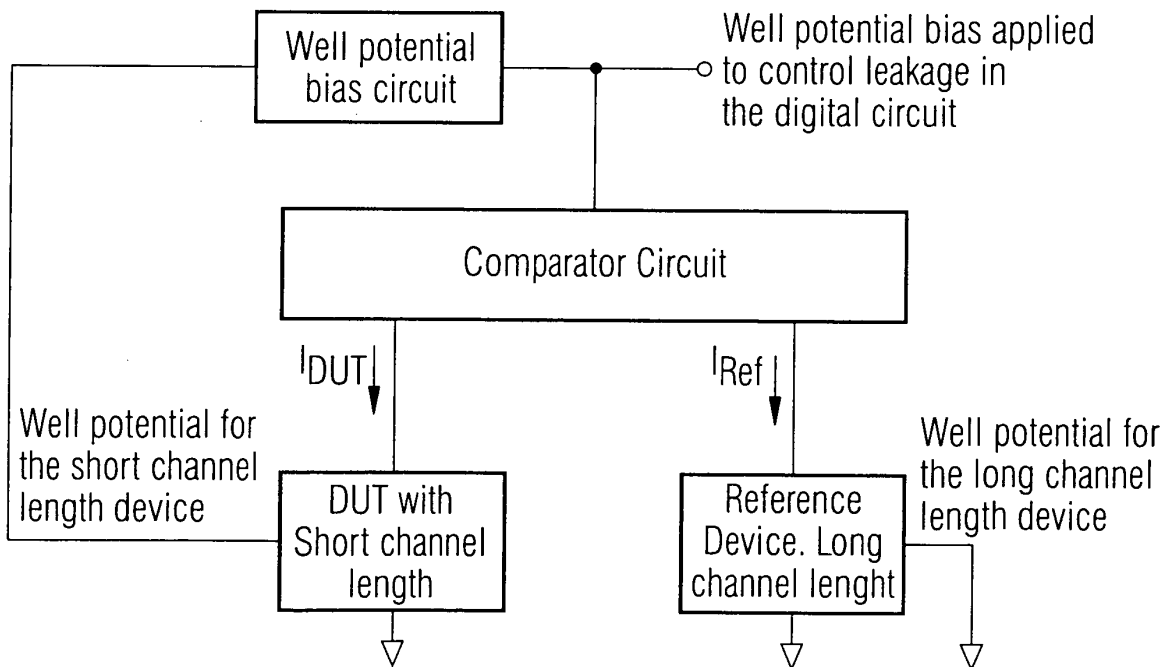 Well potential
bias circuit
Well potential bias applied
to control leakage in
the digital circuit
Comparator Circuit
IDUT
IRef
Well potential for
the short channel
length device
DUT with
Short channel
length
Reference
Device. Long
channel lenght
Well potential for
the long channel
length device